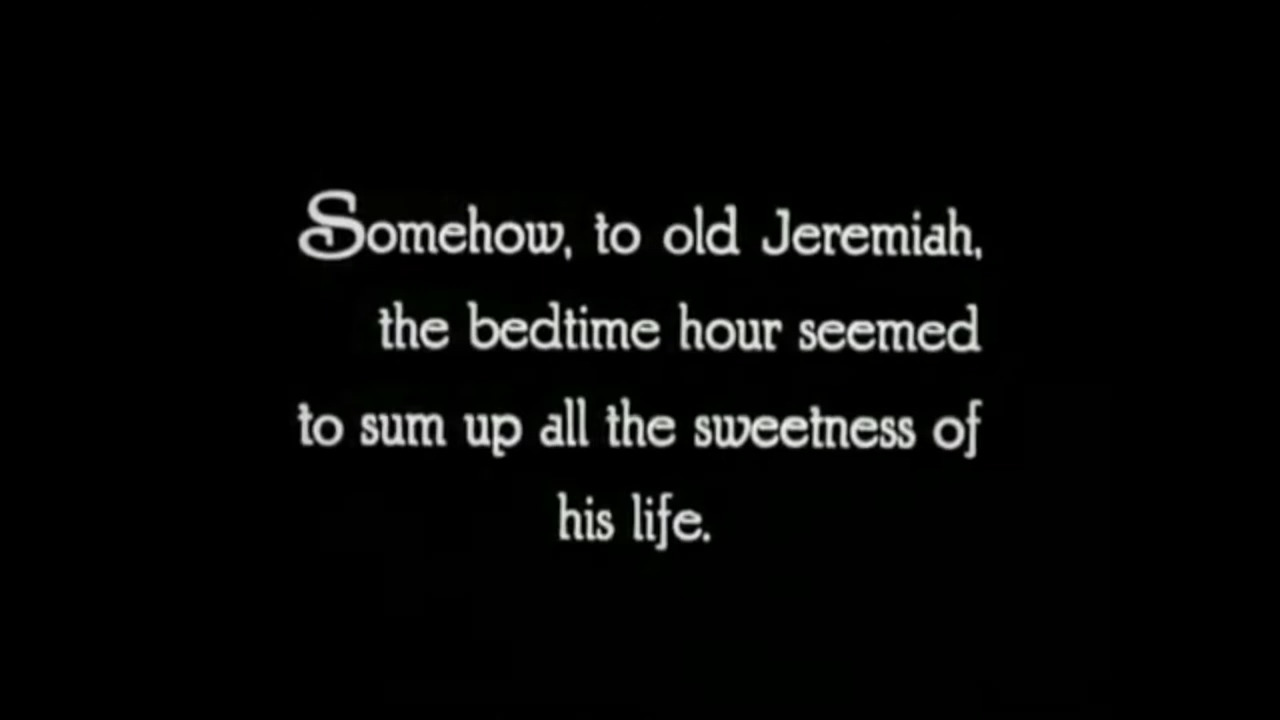 Somehow, to old Jeremiah,
the bedtime hour seemed
to sum up all the sweetness of
his life.